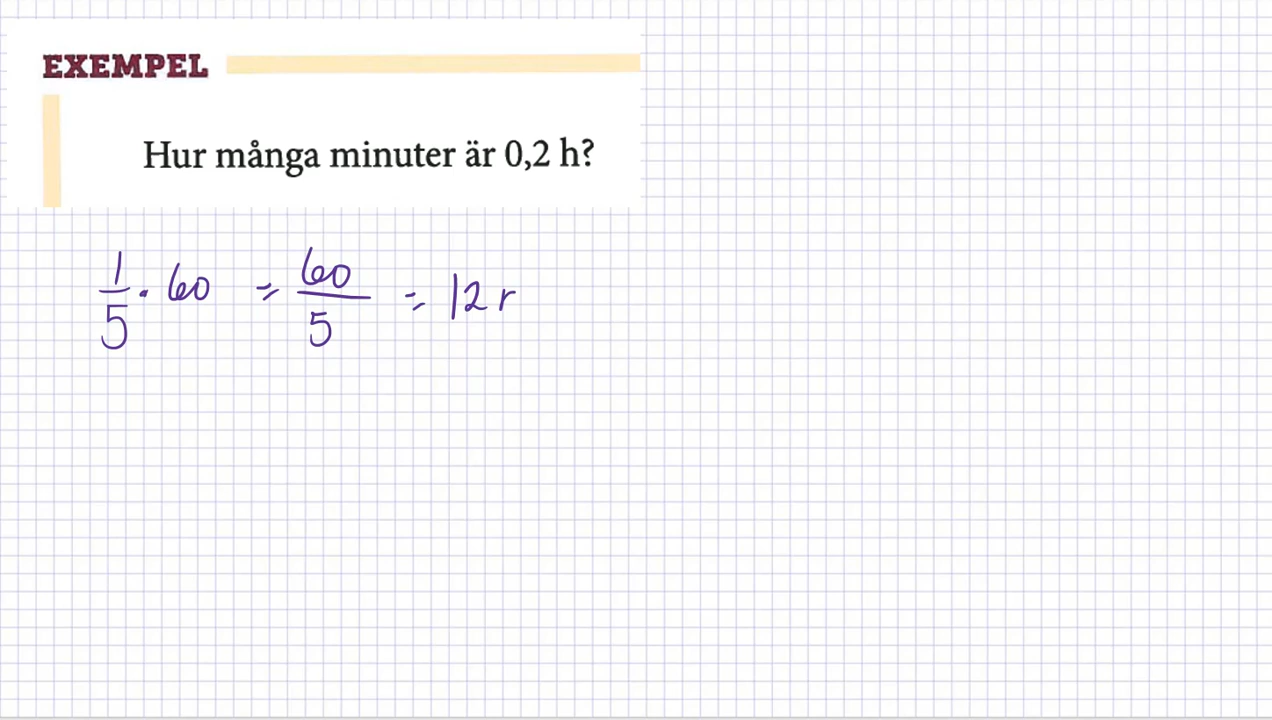 EXEMPEL
Hur många minuter är 0,2 h?
1/5 · 60 = 60/5 = 12 r